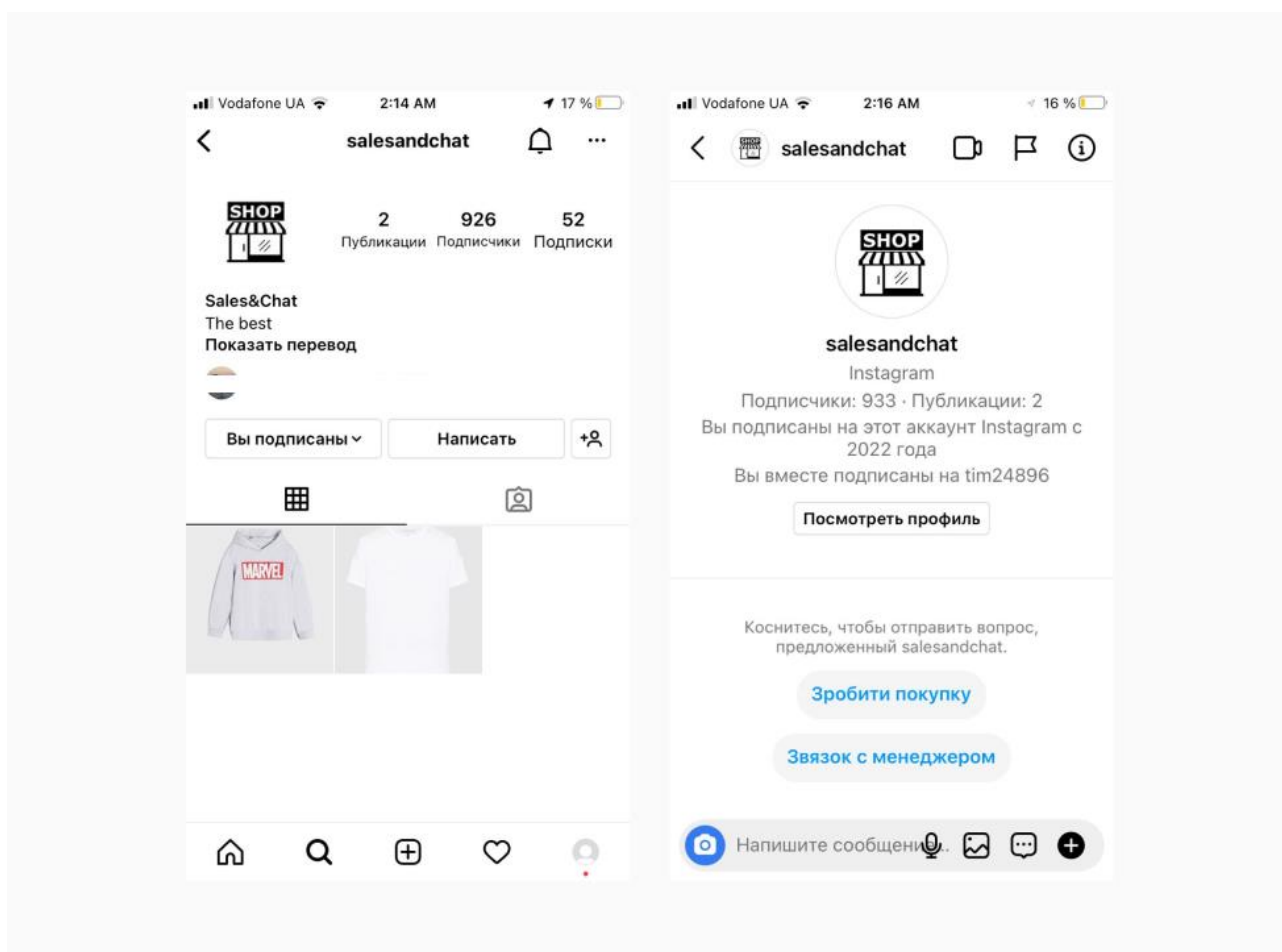 Vodafone UA 2:14 AM 17 %
salesandchat
SHOP
2 926 52
Публикации Подписчики Подписки
Sales&Chat
The best
Показать перевод
Вы подписаны Написать
MARVEL
Vodafone UA 2:16 AM 16 %
SHOP salesandchat
SHOP
salesandchat
Instagram
Подписчики: 933 · Публикации: 2
Вы подписаны на этот аккаунт Instagram с
2022 года
Вы вместе подписаны на tim24896
Посмотреть профиль
Коснитесь, чтобы отправить вопрос,
предложенный salesandchat.
Зробити покупку
Звязок с менеджером
Напишите сообщение...